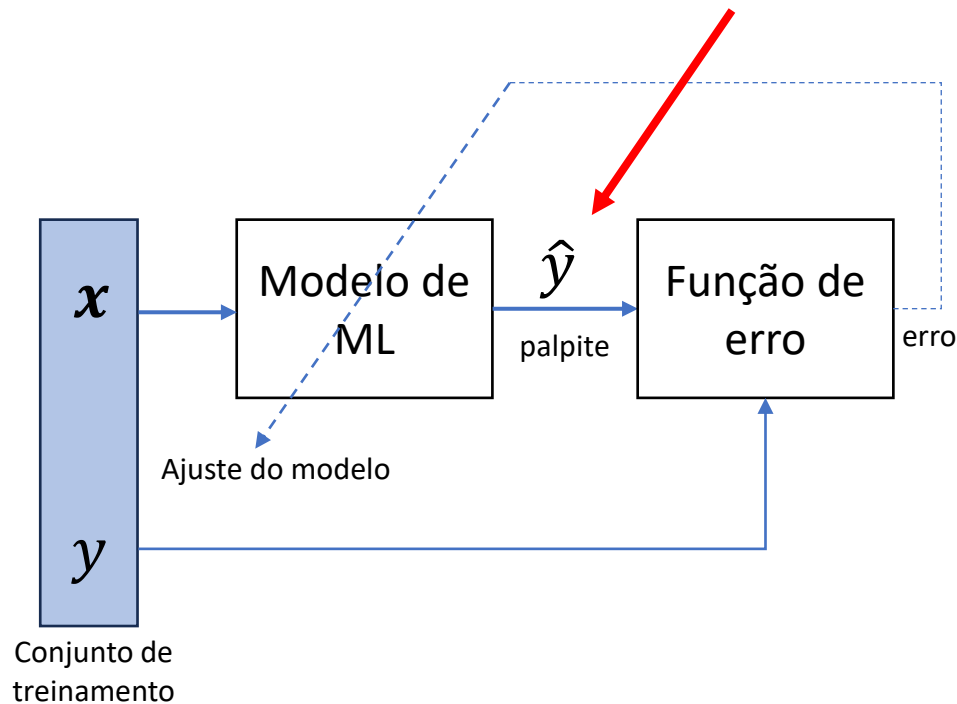 x
Modelo de
ML
ŷ
palpite
Função de
erro
erro
Ajuste do modelo
y
Conjunto de
treinamento